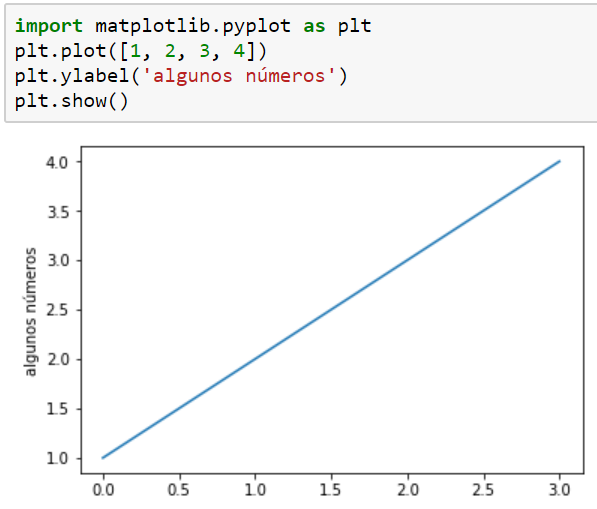 import matplotlib.pyplot as plt
plt.plot([1, 2, 3, 4])
plt.ylabel('algunos números')
plt.show()
4.0
3.5
3.0
2.5
2.0
1.5
1.0
algunos números
0.0 0.5 1.0 1.5 2.0 2.5 3.0